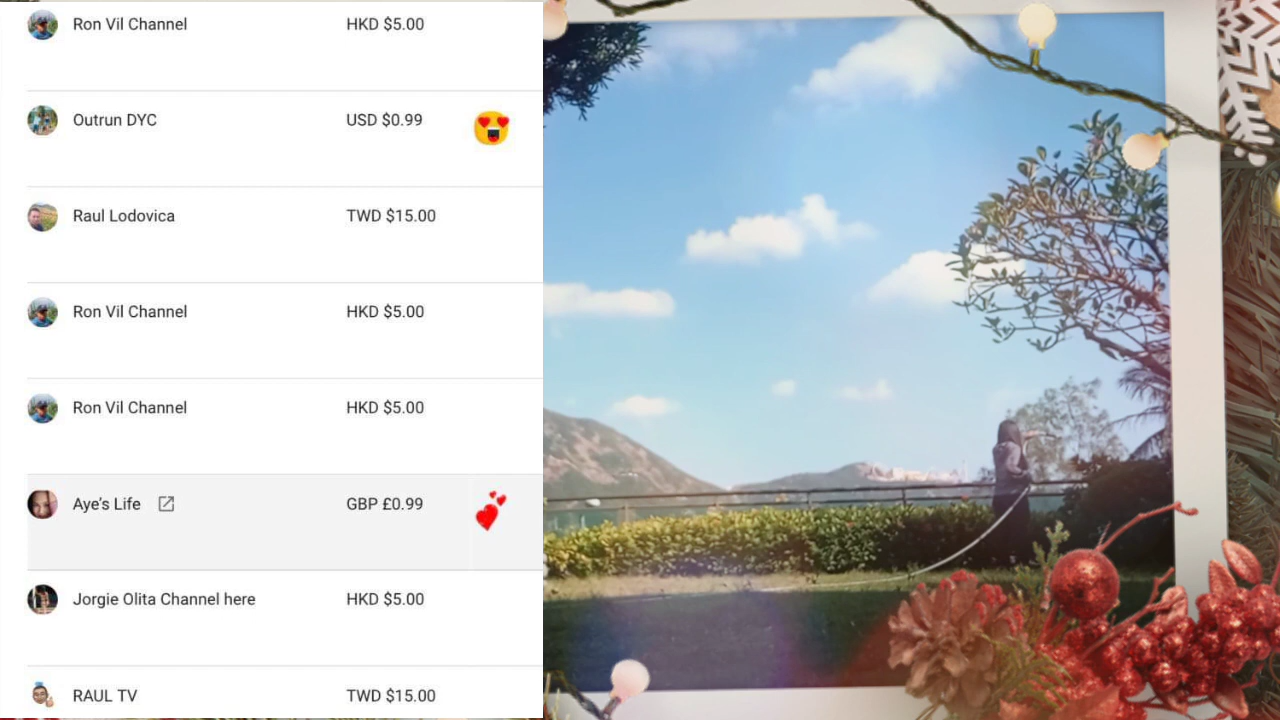 Ron Vil Channel HKD $5.00
Outrun DYC USD $0.99
Raul Lodovica TWD $15.00
Ron Vil Channel HKD $5.00
Ron Vil Channel HKD $5.00
Aye's Life GBP £0.99
Jorgie Olita Channel here HKD $5.00
RAUL TV TWD $15.00